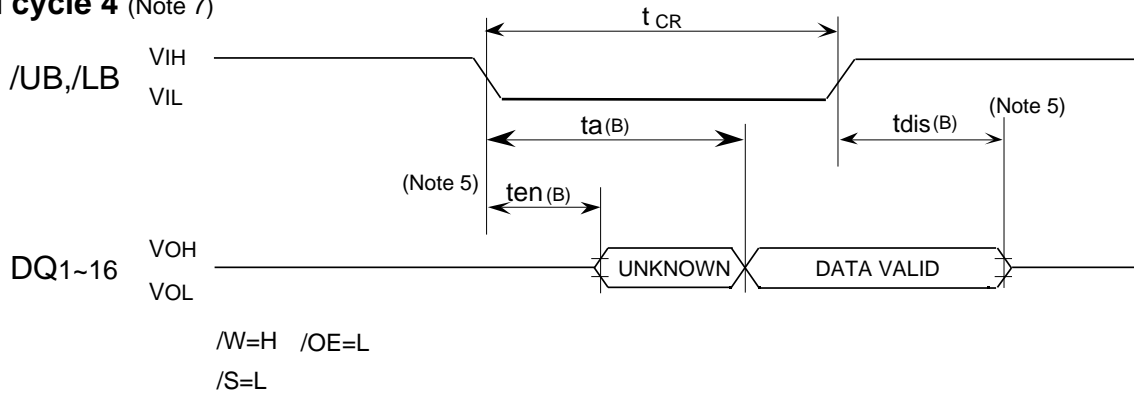 cycle 4 (Note 7)
tCR
/UB,/LB
VIH
VIL
ta(B)
tdis(B)
(Note 5)
(Note 5)
ten(B)
DQ1~16
VOH
VOL
UNKNOWN
DATA VALID
/W=H /OE=L
/S=L